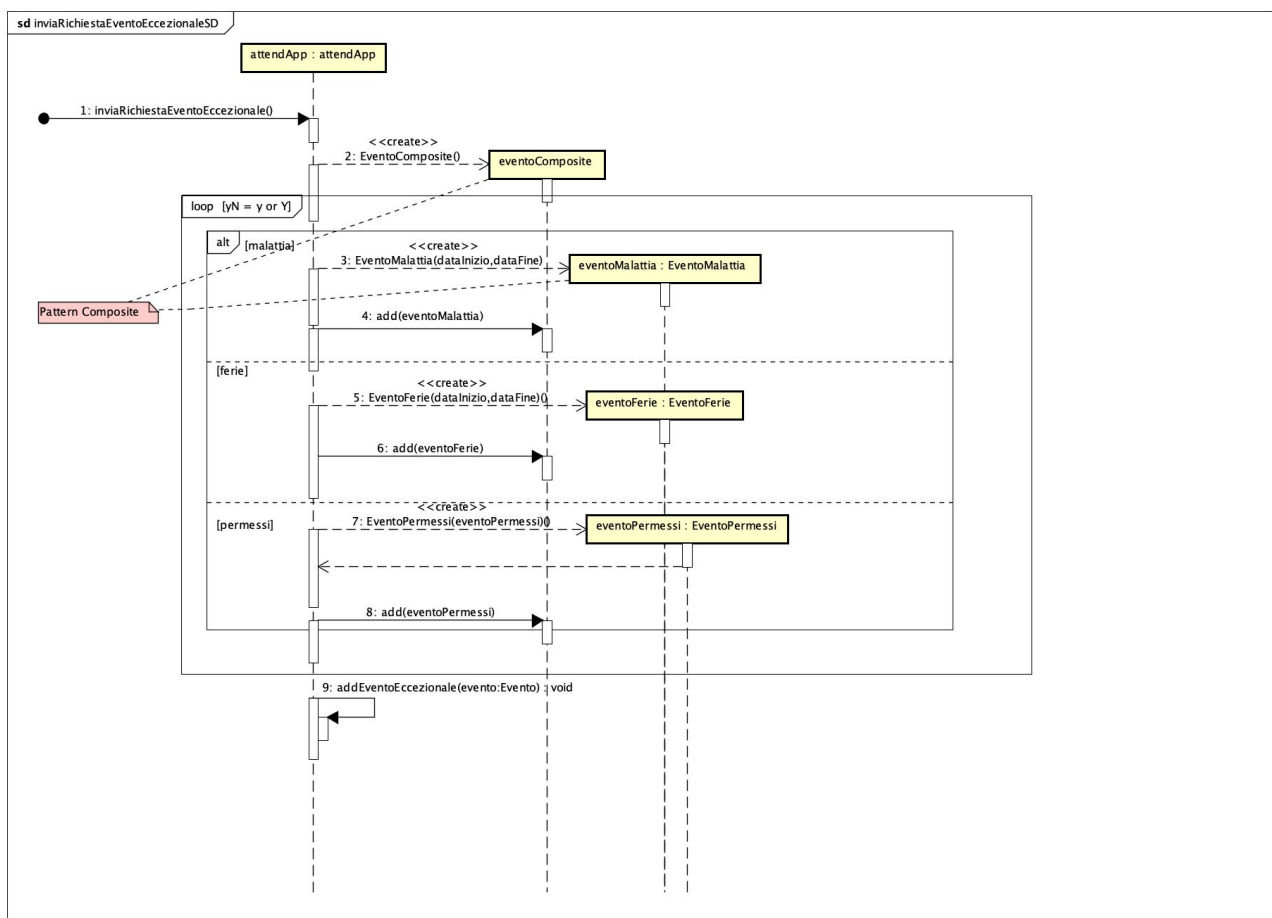 sd inviaRichiestaEventoEccezionaleSD
attendApp : attendApp
1: inviaRichiestaEventoEccezionale()
<<create>>
2: EventoComposite()
eventoComposite
loop [yN = y or Y]
alt [malattia]
<<create>>
3: EventoMalattia(dataInizio,dataFine)
eventoMalattia : EventoMalattia
Pattern Composite
4: add(eventoMalattia)
[ferie]
<<create>>
5: EventoFerie(dataInizio,dataFine)()
eventoFerie : EventoFerie
6: add(eventoFerie)
<<create>>
[permessi]
7: EventoPermessi(eventoPermessi)()
eventoPermessi : EventoPermessi
8: add(eventoPermessi)
9: addEventoEccezionale(evento:Evento) : void